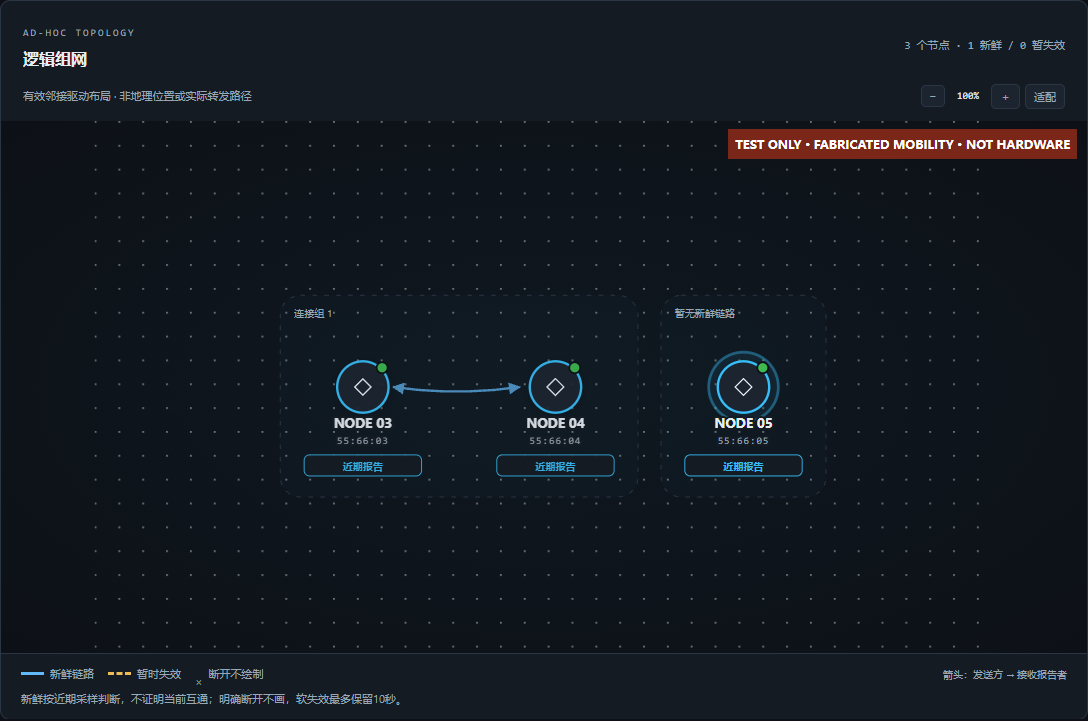 AD-HOC TOPOLOGY
逻辑组网
3 个节点 · 1 新鲜 / 0 暂失效
有效邻接驱动布局 · 非地理位置或实际转发路径
− 100% + 适配
TEST ONLY • FABRICATED MOBILITY • NOT HARDWARE
连接组 1
暂无新鲜链路
NODE 03
55:66:03
近期报告
NODE 04
55:66:04
近期报告
NODE 05
55:66:05
近期报告
新鲜链路 暂时失效 × 断开不绘制
箭头：发送方 → 接收报告者
新鲜按近期采样判断，不证明当前互通；明确断开不画，软失效最多保留10秒。